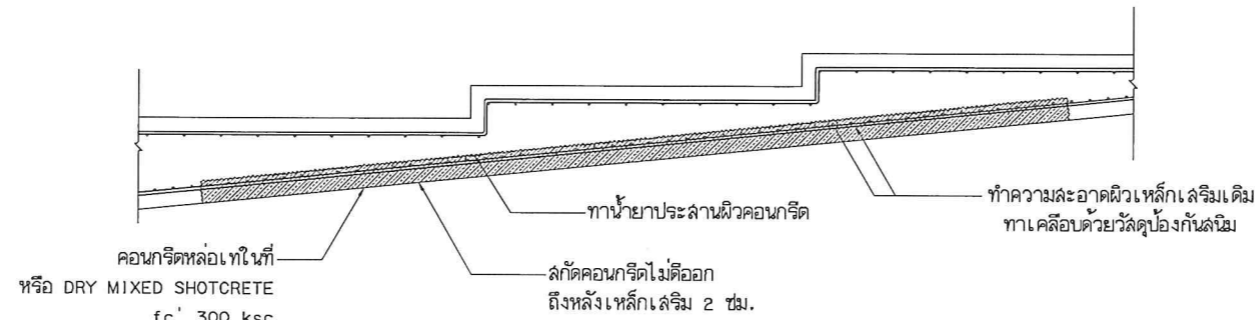 ทาน้ำยาประสานผิวคอนกรีต
ทำความสะอาดผิวเหล็กเสริมเดิม
ทาเคลือบด้วยวัสดุป้องกันสนิม
คอนกรีตหล่อเทในที่
หรือ DRY MIXED SHOTCRETE
fc' 300 ksc
สกัดคอนกรีตไม่ดีออก
ถึงหลังเหล็กเสริม 2 ซม.